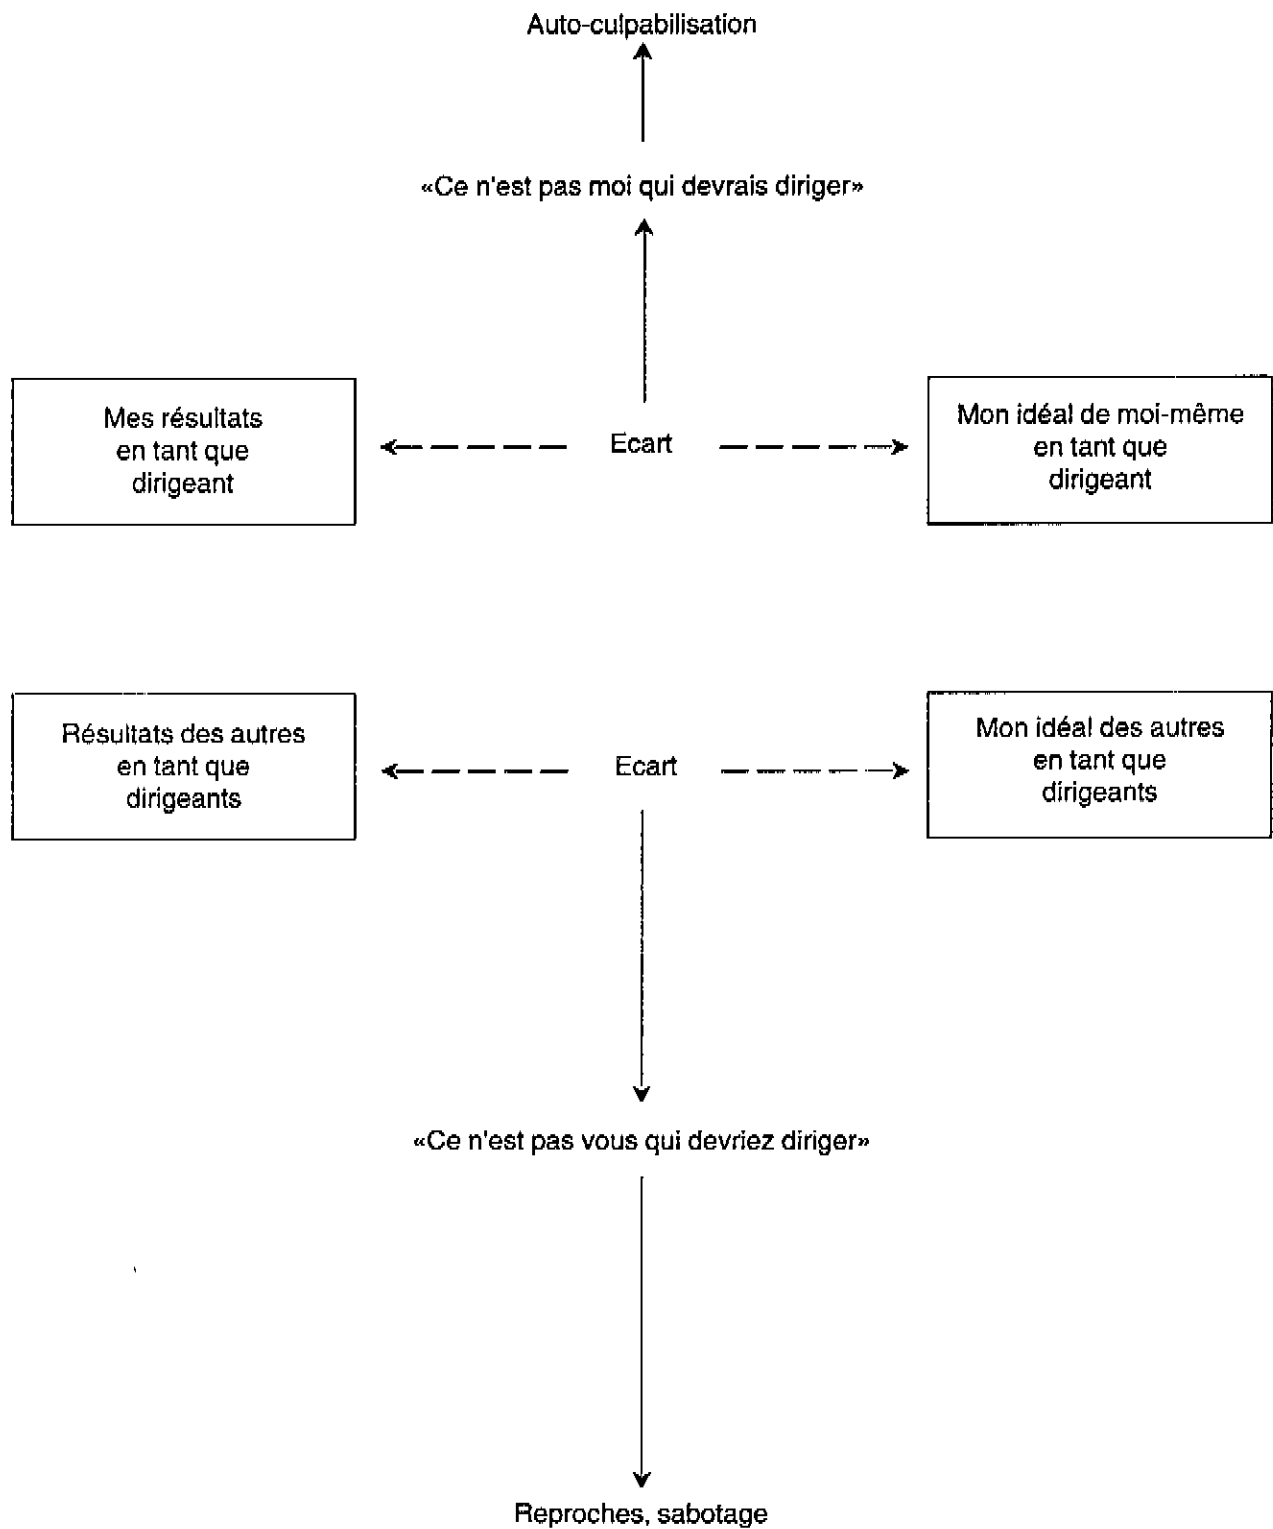 Auto-culpabilisation
«Ce n'est pas moi qui devrais diriger»
Mes résultats
en tant que
dirigeant
Ecart
Mon idéal de moi-même
en tant que
dirigeant
Résultats des autres
en tant que
dirigeants
Ecart
Mon idéal des autres
en tant que
dirigeants
«Ce n'est pas vous qui devriez diriger»
Reproches, sabotage